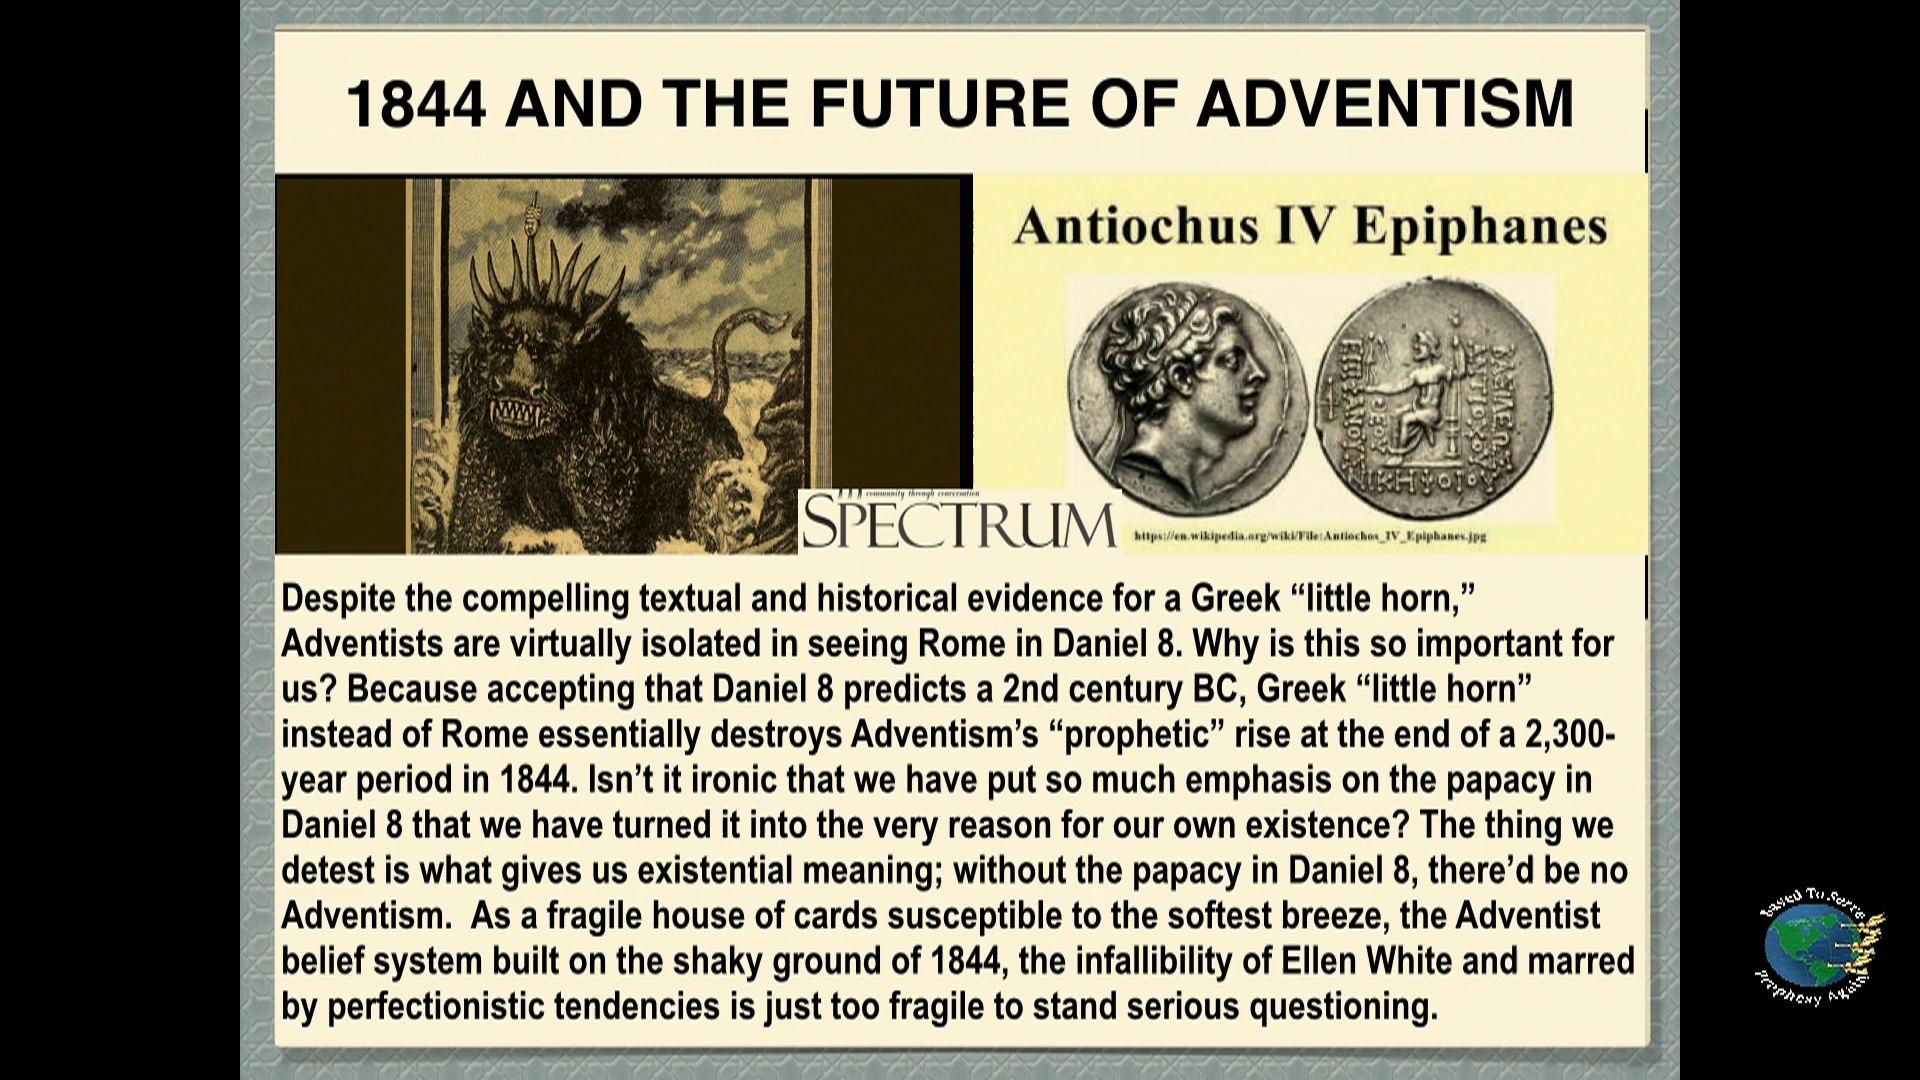 1844 AND THE FUTURE OF ADVENTISM
Antiochus IV Epiphanes
community through conversation
SPECTRUM
https://en.wikipedia.org/wiki/File:Antiochos_IV_Epiphanes.jpg
Despite the compelling textual and historical evidence for a Greek “little horn,”
Adventists are virtually isolated in seeing Rome in Daniel 8. Why is this so important for
us? Because accepting that Daniel 8 predicts a 2nd century BC, Greek “little horn”
instead of Rome essentially destroys Adventism’s “prophetic” rise at the end of a 2,300-
year period in 1844. Isn’t it ironic that we have put so much emphasis on the papacy in
Daniel 8 that we have turned it into the very reason for our own existence? The thing we
detest is what gives us existential meaning; without the papacy in Daniel 8, there’d be no
Adventism.  As a fragile house of cards susceptible to the softest breeze, the Adventist
belief system built on the shaky ground of 1844, the infallibility of Ellen White and marred
by perfectionistic tendencies is just too fragile to stand serious questioning.
To
Prophecy Again